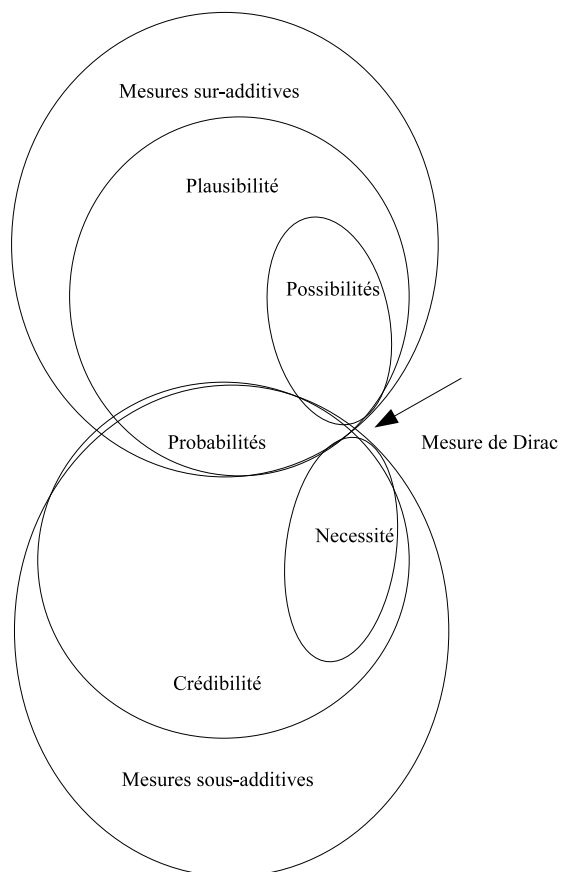 Mesures sur-additives
Plausibilité
Possibilités
Probabilités
Mesure de Dirac
Necessité
Crédibilité
Mesures sous-additives